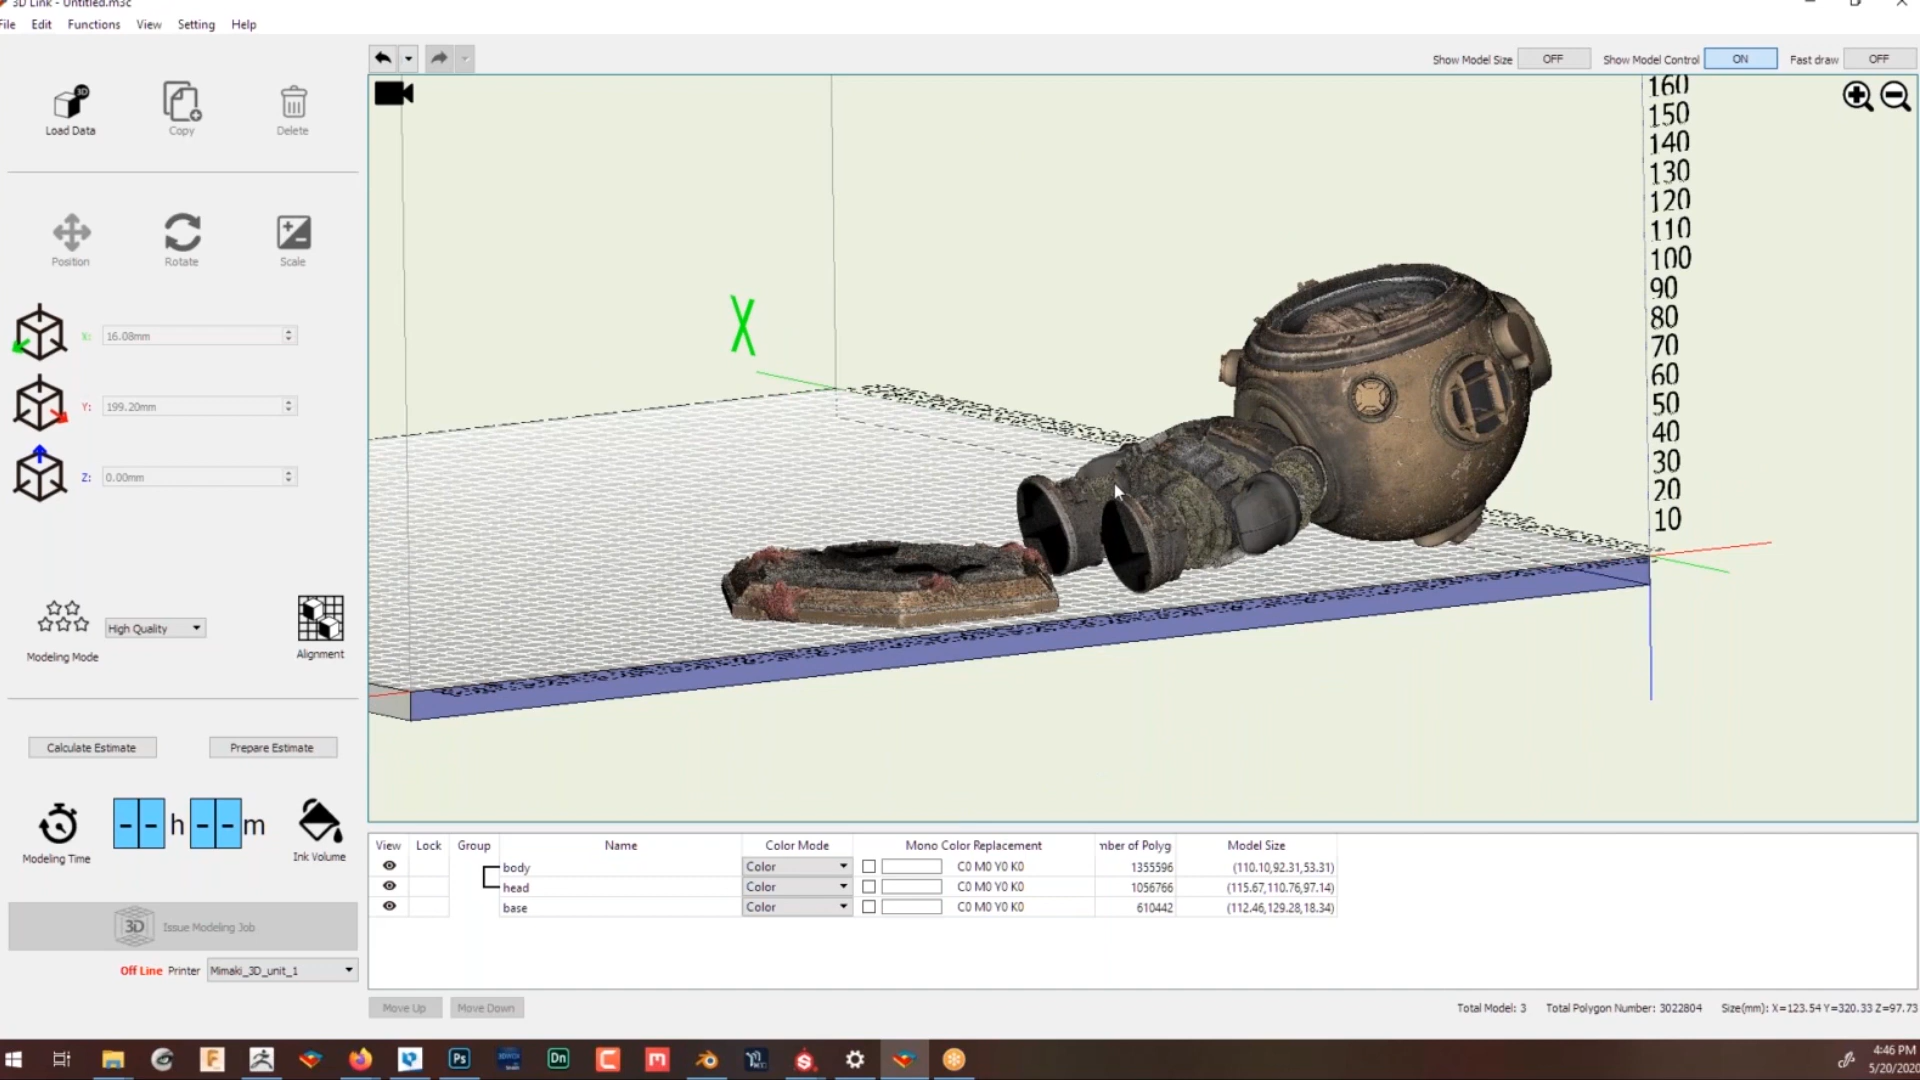 3D Link - Untitled.m3c
File Edit Functions View Setting Help
Show Model Size OFF Show Model Control ON Fast draw OFF
Load Data Copy Delete
Position Rotate Scale
X: 16.08mm
Y: 199.20mm
Z: 0.00mm
High Quality
Modeling Mode Alignment
Calculate Estimate Prepare Estimate
-- h -- m
Modeling Time Ink Volume
3D Issue Modeling Job
Off Line Printer Mimaki_3D_unit_1
X
160
150
140
130
120
110
100
90
80
70
60
50
40
30
20
10
View Lock Group Name Color Mode Mono Color Replacement nber of Polyg Model Size
body Color C0 M0 Y0 K0 1355596 (110.10,92.31,53.31)
head Color C0 M0 Y0 K0 1056766 (115.67,110.76,97.14)
base Color C0 M0 Y0 K0 610442 (112.46,129.28,18.34)
Move Up Move Down Total Model: 3 Total Polygon Number: 3022804 Size(mm): X=123.54 Y=320.33 Z=97.73
Ps Dn
4:46 PM
5/20/2020